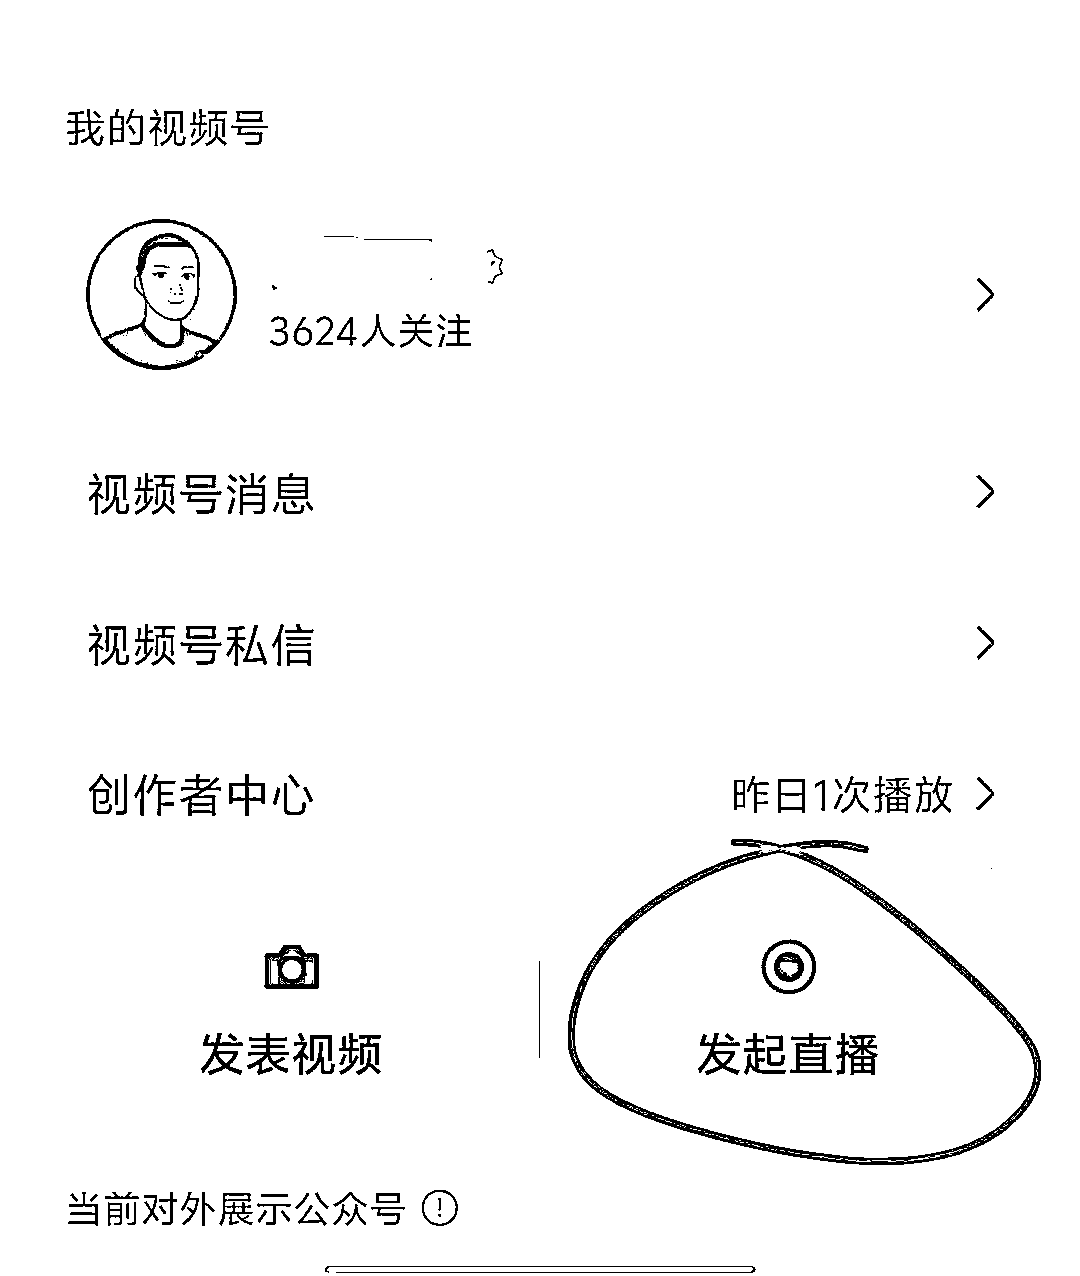 我的视频号
3624人关注
视频号消息
视频号私信
创作者中心 昨日1次播放
发表视频 发起直播
当前对外展示公众号